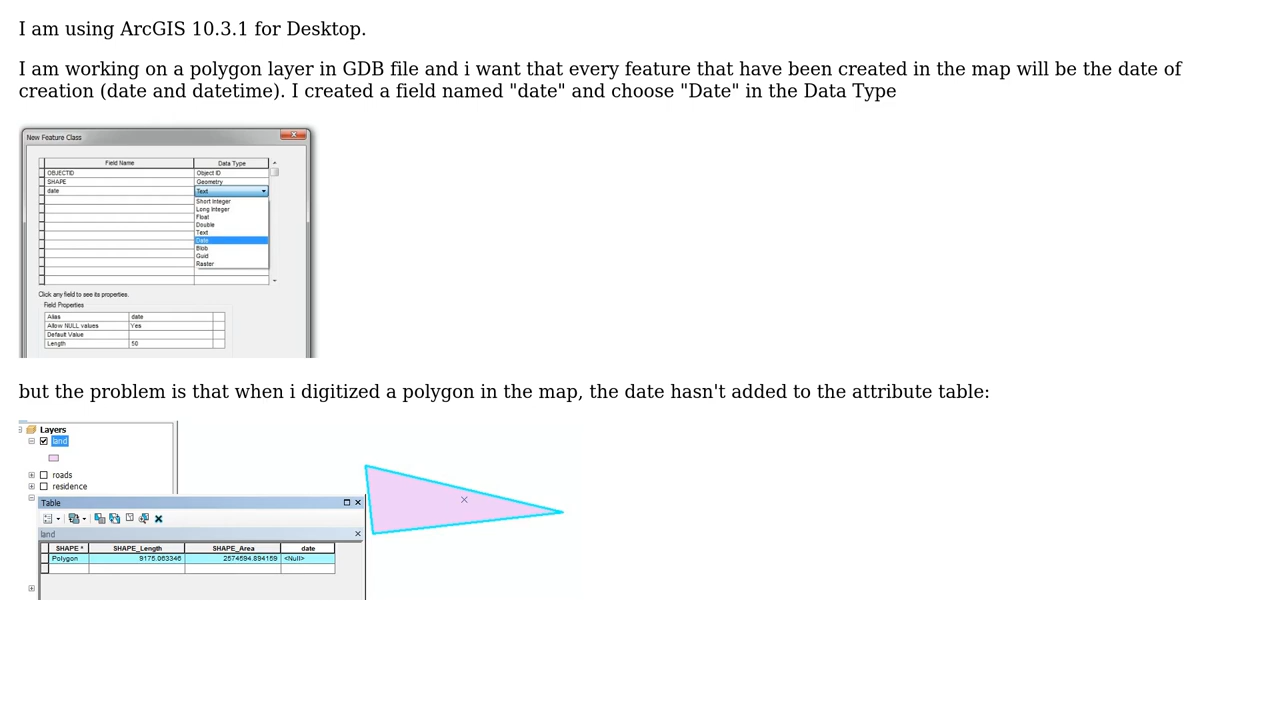 I am using ArcGIS 10.3.1 for Desktop.
I am working on a polygon layer in GDB file and i want that every feature that have been created in the map will be the date of
creation (date and datetime). I created a field named "date" and choose "Date" in the Data Type
New Feature Class
Field Name Data Type
OBJECTID Object ID
SHAPE Geometry
date Text
Short Integer
Long Integer
Float
Double
Text
Date
Blob
Guid
Raster
Click any field to see its properties.
Field Properties
Alias date
Allow NULL values Yes
Default Value
Length 50
but the problem is that when i digitized a polygon in the map, the date hasn't added to the attribute table:
Layers
land
roads
residence
Table
land
SHAPE * SHAPE_Length SHAPE_Area date
Polygon 9175.063346 2574594.894159 <Null>